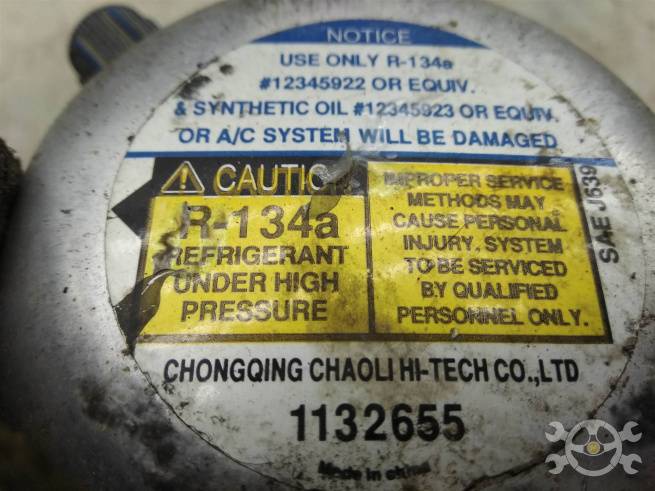 NOTICE
USE ONLY R-134a
#12345922 OR EQUIV.
& SYNTHETIC OIL #12345923 OR EQUIV.
OR A/C SYSTEM WILL BE DAMAGED
CAUTION
R-134a
REFRIGERANT
UNDER HIGH
PRESSURE
IMPROPER SERVICE
METHODS MAY
CAUSE PERSONAL
INJURY. SYSTEM
TO BE SERVICED
BY QUALIFIED
PERSONNEL ONLY.
SAE J639
CHONGQING CHAOLI HI-TECH CO.,LTD
1132655
Made in china